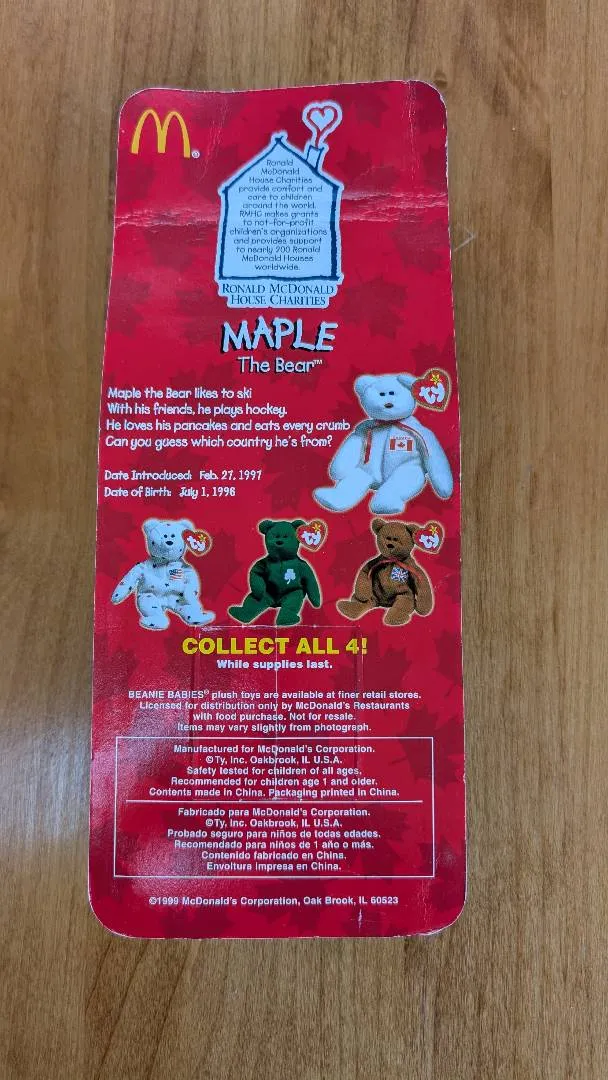 Ronald
McDonald
House Charities
provide comfort and
care to children
around the world.
RMHC makes grants
to not-for-profit
children's organizations
and provides support
to nearly 200 Ronald
McDonald Houses
worldwide.
RONALD MCDONALD
HOUSE CHARITIES
MAPLE
The Bear™
Maple the Bear likes to ski
With his friends, he plays hockey.
He loves his pancakes and eats every crumb
Can you guess which country he's from?
Date Introduced: Feb. 27, 1997
Date of Birth: July 1, 1996
COLLECT ALL 4!
While supplies last.
BEANIE BABIES® plush toys are available at finer retail stores.
Licensed for distribution only by McDonald's Restaurants
with food purchase. Not for resale.
Items may vary slightly from photograph.
Manufactured for McDonald's Corporation.
©Ty, Inc. Oakbrook, IL U.S.A.
Safety tested for children of all ages.
Recommended for children age 1 and older.
Contents made in China. Packaging printed in China.
Fabricado para McDonald's Corporation.
©Ty, Inc. Oakbrook, IL U.S.A.
Probado seguro para niños de todas edades.
Recomendado para niños de 1 año o más.
Contenido fabricado en China.
Envoltura impresa en China.
©1999 McDonald's Corporation, Oak Brook, IL 60523